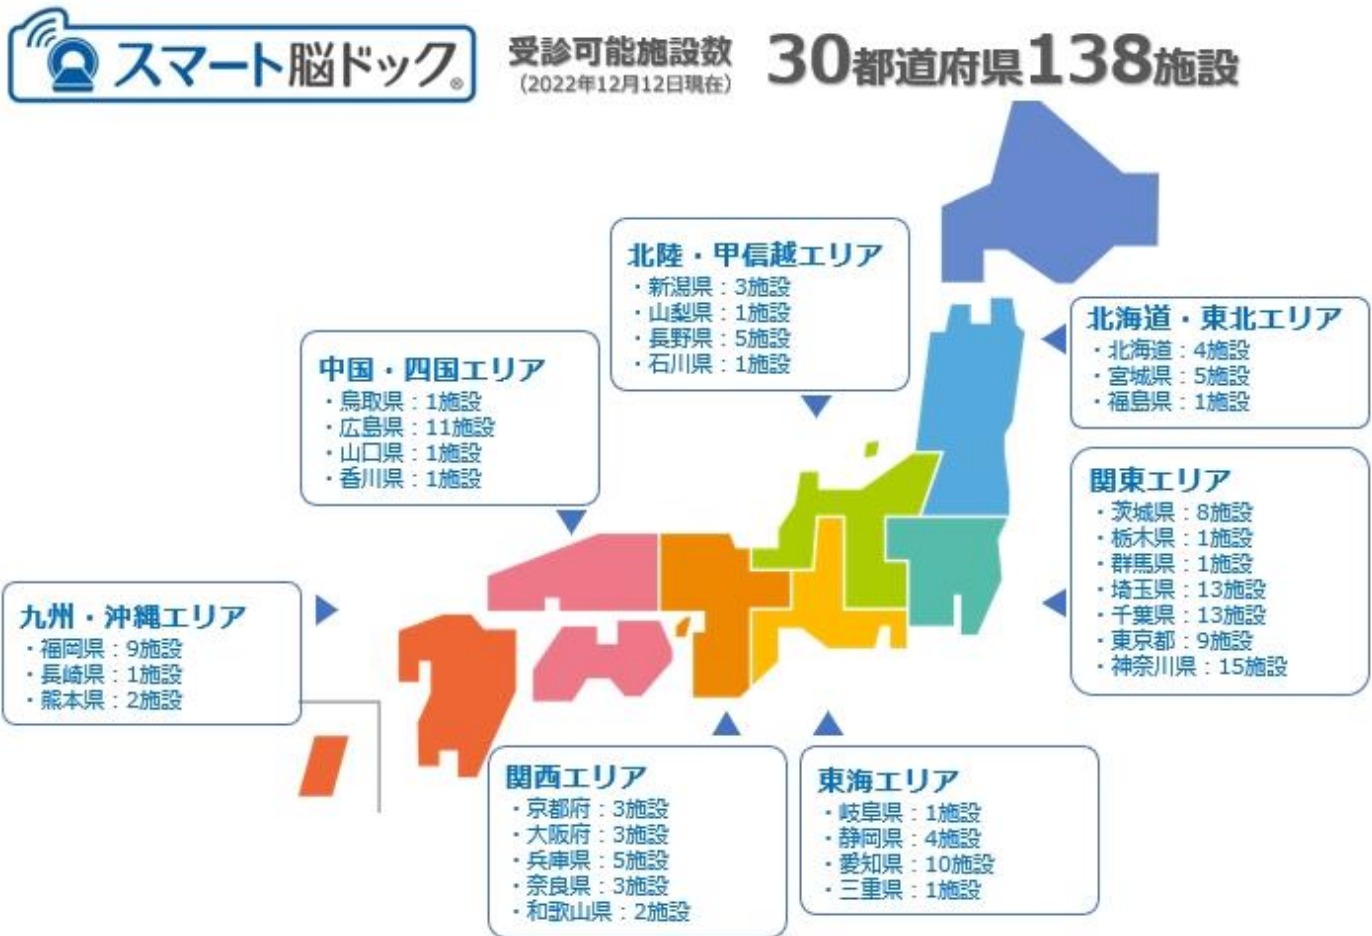 スマート脳ドック®
受診可能施設数
(2022年12月12日現在)
30都道府県138施設
北陸・甲信越エリア
・新潟県：3施設
・山梨県：1施設
・長野県：5施設
・石川県：1施設
北海道・東北エリア
・北海道：4施設
・宮城県：5施設
・福島県：1施設
中国・四国エリア
・鳥取県：1施設
・広島県：11施設
・山口県：1施設
・香川県：1施設
関東エリア
・茨城県：8施設
・栃木県：1施設
・群馬県：1施設
・埼玉県：13施設
・千葉県：13施設
・東京都：9施設
・神奈川県：15施設
九州・沖縄エリア
・福岡県：9施設
・長崎県：1施設
・熊本県：2施設
関西エリア
・京都府：3施設
・大阪府：3施設
・兵庫県：5施設
・奈良県：3施設
・和歌山県：2施設
東海エリア
・岐阜県：1施設
・静岡県：4施設
・愛知県：10施設
・三重県：1施設